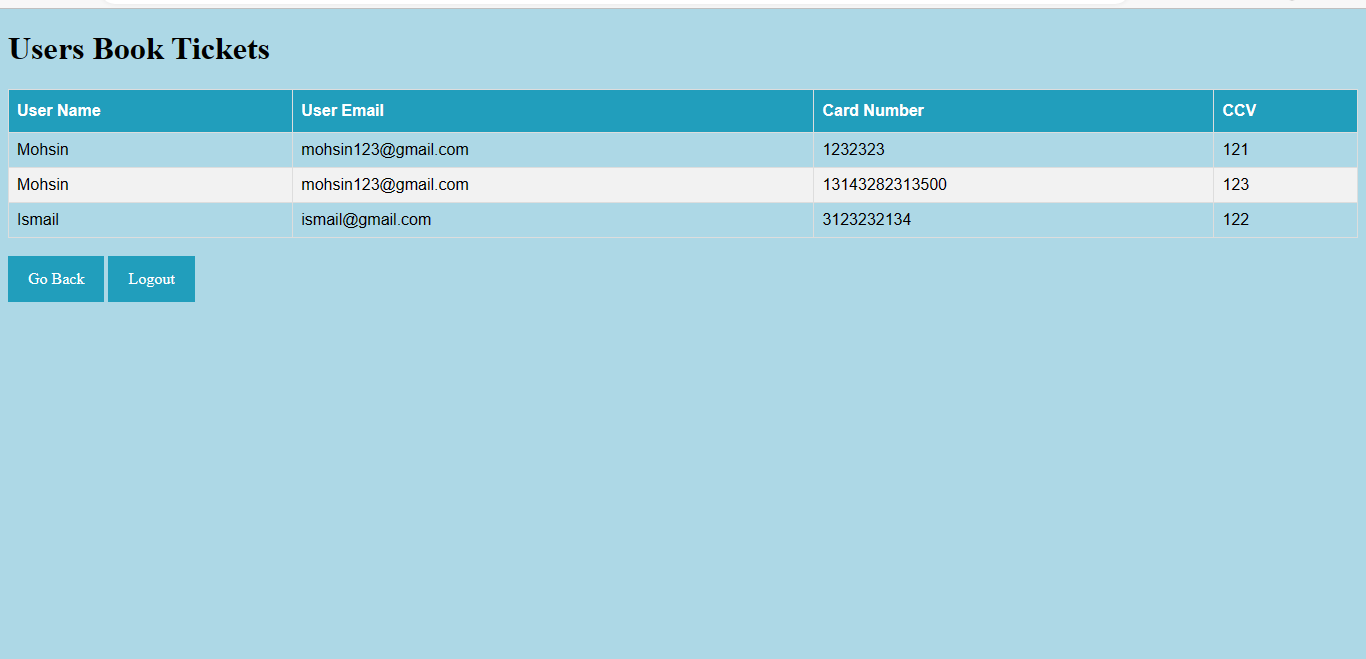 Users Book Tickets
User Name User Email Card Number CCV
Mohsin mohsin123@gmail.com 1232323 121
Mohsin mohsin123@gmail.com 13143282313500 123
Ismail ismail@gmail.com 3123232134 122
Go Back Logout